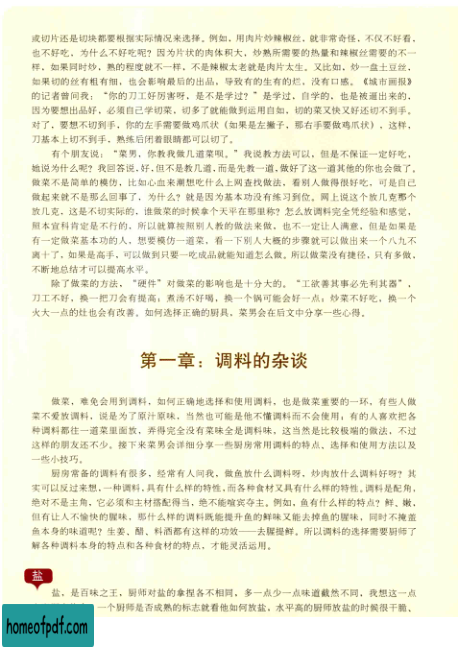 或切片还是切块都要根据实际情况来选择。例如，用肉片炒辣椒丝，就非常奇怪，不仅不好看，
也不好吃，为什么不好吃呢？因为片状的肉体积大，炒熟所需要的热量和辣椒丝需要的不一
样，如果同时炒，熟的程度就不一样，不是辣椒太老就是肉片太生。又比如，炒一盘土豆丝，
如果切的丝有粗有细，也会影响最后的出品，导致有的生有的烂，没有口感。《城市画报》
的记者曾问我：“你的刀工好厉害呀，是不是学过？”是学过，自学的，也是被逼出来的，
因为要想出品好，必须自己学切菜，切多了就能做到运用自如，切的菜又快又好还切不到手。
对了，要想不切到手，你的左手需要做鸡爪状（如果是左撇子，那右手要做鸡爪状），这样，
刀基本上切不到手，熟练后闭着眼睛都可以切了。
有个朋友说：“菜男，你教我做几道菜呗。”我说教方法可以，但是不保证一定好吃，
她说为什么呢？我回答说，好，但不是教几道，而是先教一道，做好了这一道其他的你也会做了。
做菜不是简单的模仿，比如心血来潮想吃什么上网查找做法，看别人做得很好吃，可是自己
做起来就不是那么回事了，为什么？就是因为基本功没有练习到位。网上说这个放几克那个
放几克，这是不切实际的，谁做菜的时候拿个天平在那里称？怎么放调料完全凭经验和感觉，
照本宣科肯定是不行的，所以就算按照别人教的做法来做，也不一定让人满意，但是如果是
有一定做菜基本功的人，想要模仿一道菜，看一下别人大概的步骤就可以做出来一个八九不
离十了，如果是高手，可以做到只要一吃成品就能知道怎么做。所以做菜没有捷径，只有多做，
不断地总结才可以提高水平。
除了做菜的方法，“硬件”对做菜的影响也是十分大的。“工欲善其事必先利其器”，
刀工不好，换一把刀会有提高；煮汤不好喝，换一个锅可能会好一点；炒菜不好吃，换一个
火大一点的灶也会有改善。如何选择正确的厨具，菜男会在后文中分享一些心得。
第一章：调料的杂谈
做菜，难免会用到调料，如何正确地选择和使用调料，也是做菜重要的一环，有些人做
菜不爱放调料，说是为了原汁原味，当然也可能是他不懂调料而不会使用；有的人喜欢把各
种调料都往一道菜里面放，弄得完全没有菜味全是调料味，这当然是比较极端的做法，不过
这样的朋友还不少。接下来菜男会详细分享一些厨房常用调料的特点、选择和使用方法以及
一些小技巧。
厨房常备的调料有很多，经常有人问我，做鱼放什么调料呀，炒肉放什么调料好呀？其
实可以反过来想，一种调料，具有什么样的特性，而各种食材又具有什么样的特性。调料是配角，
绝对不是主角，它必须和主材搭配得当，绝不能喧宾夺主。例如，鱼有什么样的特点？鲜、嫩，
但有让人不愉快的腥味，那什么样的调料既能提升鱼的鲜味又能去掉鱼的腥味，同时不掩盖
鱼本身的味道呢？生姜、醋、料酒都有这样的功效——去腥提鲜。所以调料的选择需要厨师了
解各种调料本身的特点和各种食材的特点，才能灵活运用。
盐
盐，是百味之王，厨师对盐的拿捏各不相同，多一点少一点味道截然不同，我想这一点
一个厨师是否成熟的标志就看他如何放盐，水平高的厨师放盐的时候很干脆，
homeofpdf.com